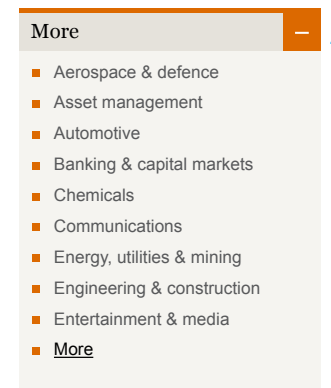 More
Aerospace & defence
Asset management
Automotive
Banking & capital markets
Chemicals
Communications
Energy, utilities & mining
Engineering & construction
Entertainment & media
More